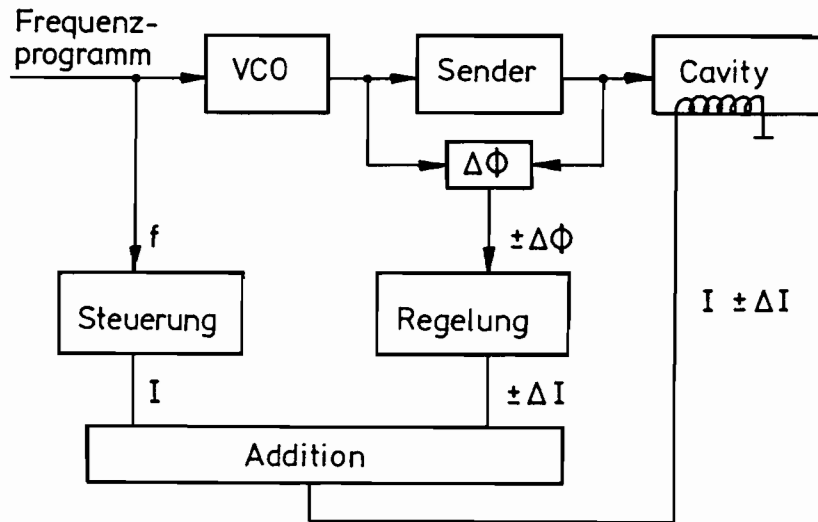 Frequenz-
programm
VCO
Sender
Cavity
ΔΦ
f
±ΔΦ
Steuerung
Regelung
I ±ΔI
I
±ΔI
Addition